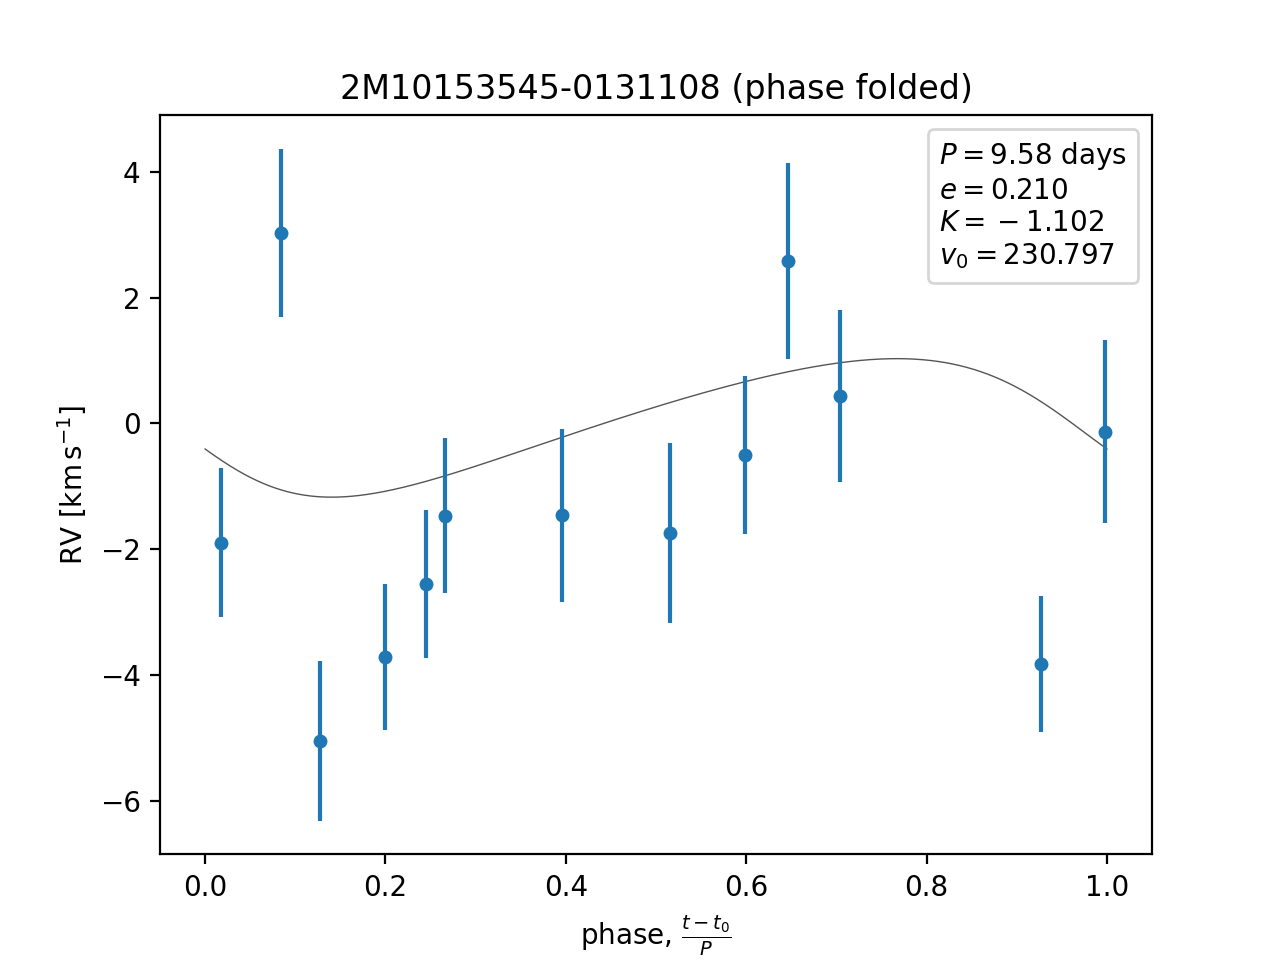 2M10153545-0131108 (phase folded)
P = 9.58 days
e = 0.210
K = −1.102
v₀ = 230.797
4
2
0
−2
−4
−6
RV [km s⁻¹]
0.0 0.2 0.4 0.6 0.8 1.0
phase, (t − t₀)/P